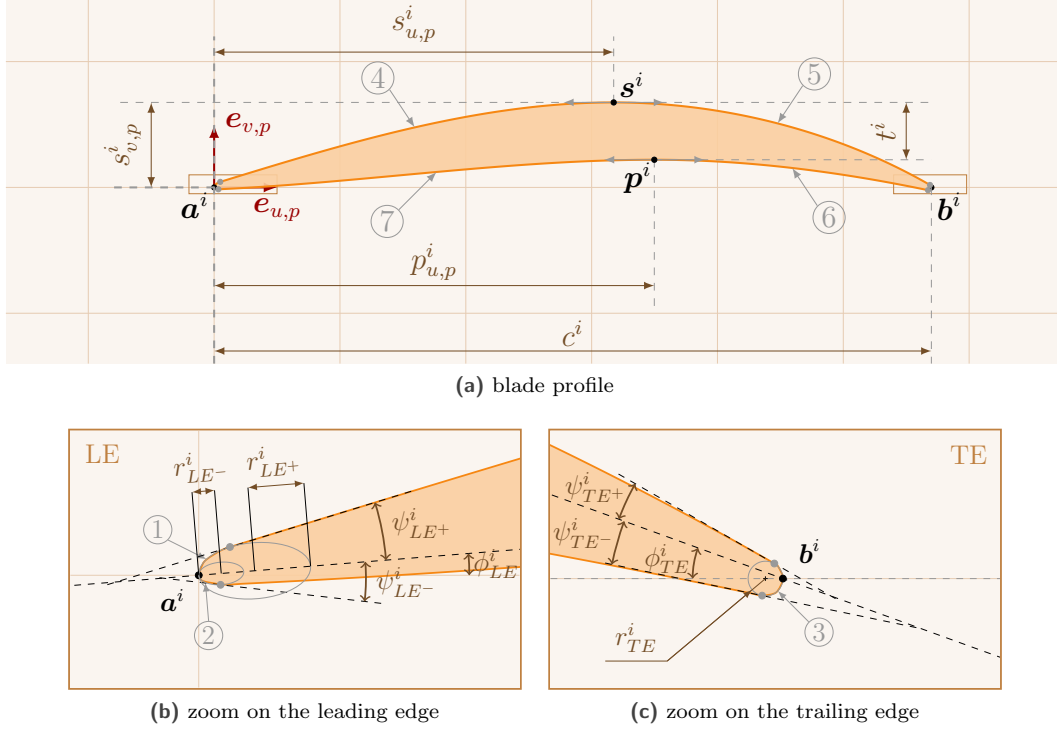 s^i_{u,p}
④ ⑤
s^i
s^i_{v,p} e_{v,p} t^i
p^i
a^i e_{u,p} ⑦ ⑥ b^i
p^i_{u,p}
c^i
(a) blade profile
LE TE
r^i_{LE^-} r^i_{LE^+}
ψ^i_{TE^+}
① ψ^i_{LE^+} ψ^i_{TE^-} b^i
ϕ^i_{LE} ϕ^i_{TE}
a^i ψ^i_{LE^-}
② r^i_{TE} ③
(b) zoom on the leading edge
(c) zoom on the trailing edge